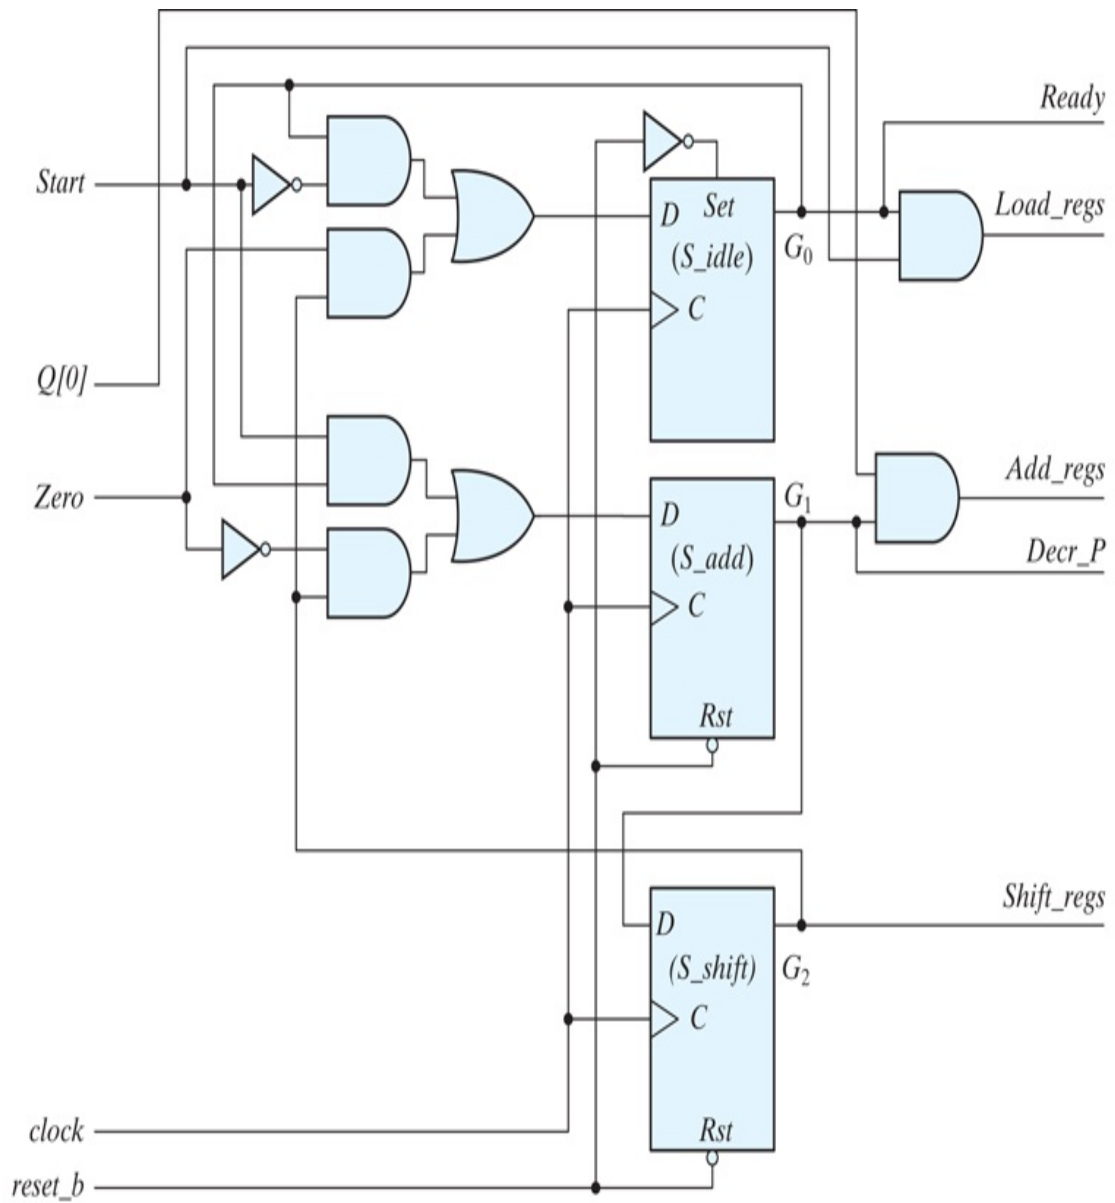 Ready
Start
Load_regs
D Set
G0
(S_idle)
C
Q[0]
Zero
Add_regs
G1
D
Decr_P
(S_add)
C
Rst
Shift_regs
D
(S_shift) G2
C
clock
Rst
reset_b